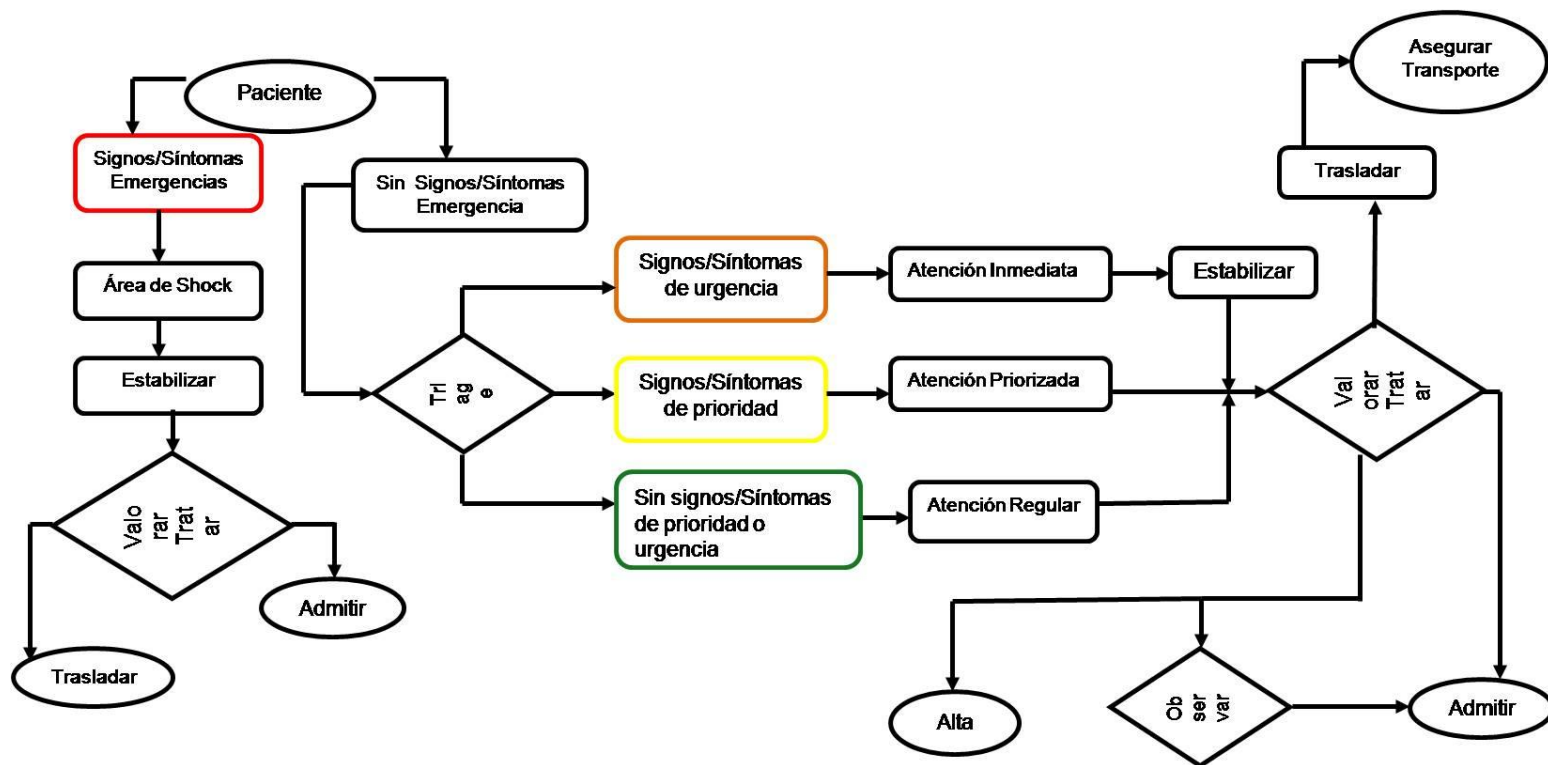 Paciente
Signos/Síntomas
Emergencias
Área de Shock
Estabilizar
Valo
rar
Trat
ar
Trasladar
Admitir
Sin Signos/Síntomas
Emergencia
TrI
ag
e
Signos/Síntomas
de urgencia
Atención Inmediata
Estabilizar
Signos/Síntomas
de prioridad
Atención Priorizada
Sin signos/Síntomas
de prioridad o
urgencia
Atención Regular
Val
orar
Trat
ar
Trasladar
Asegurar
Transporte
Alta
Ob
ser
var
Admitir